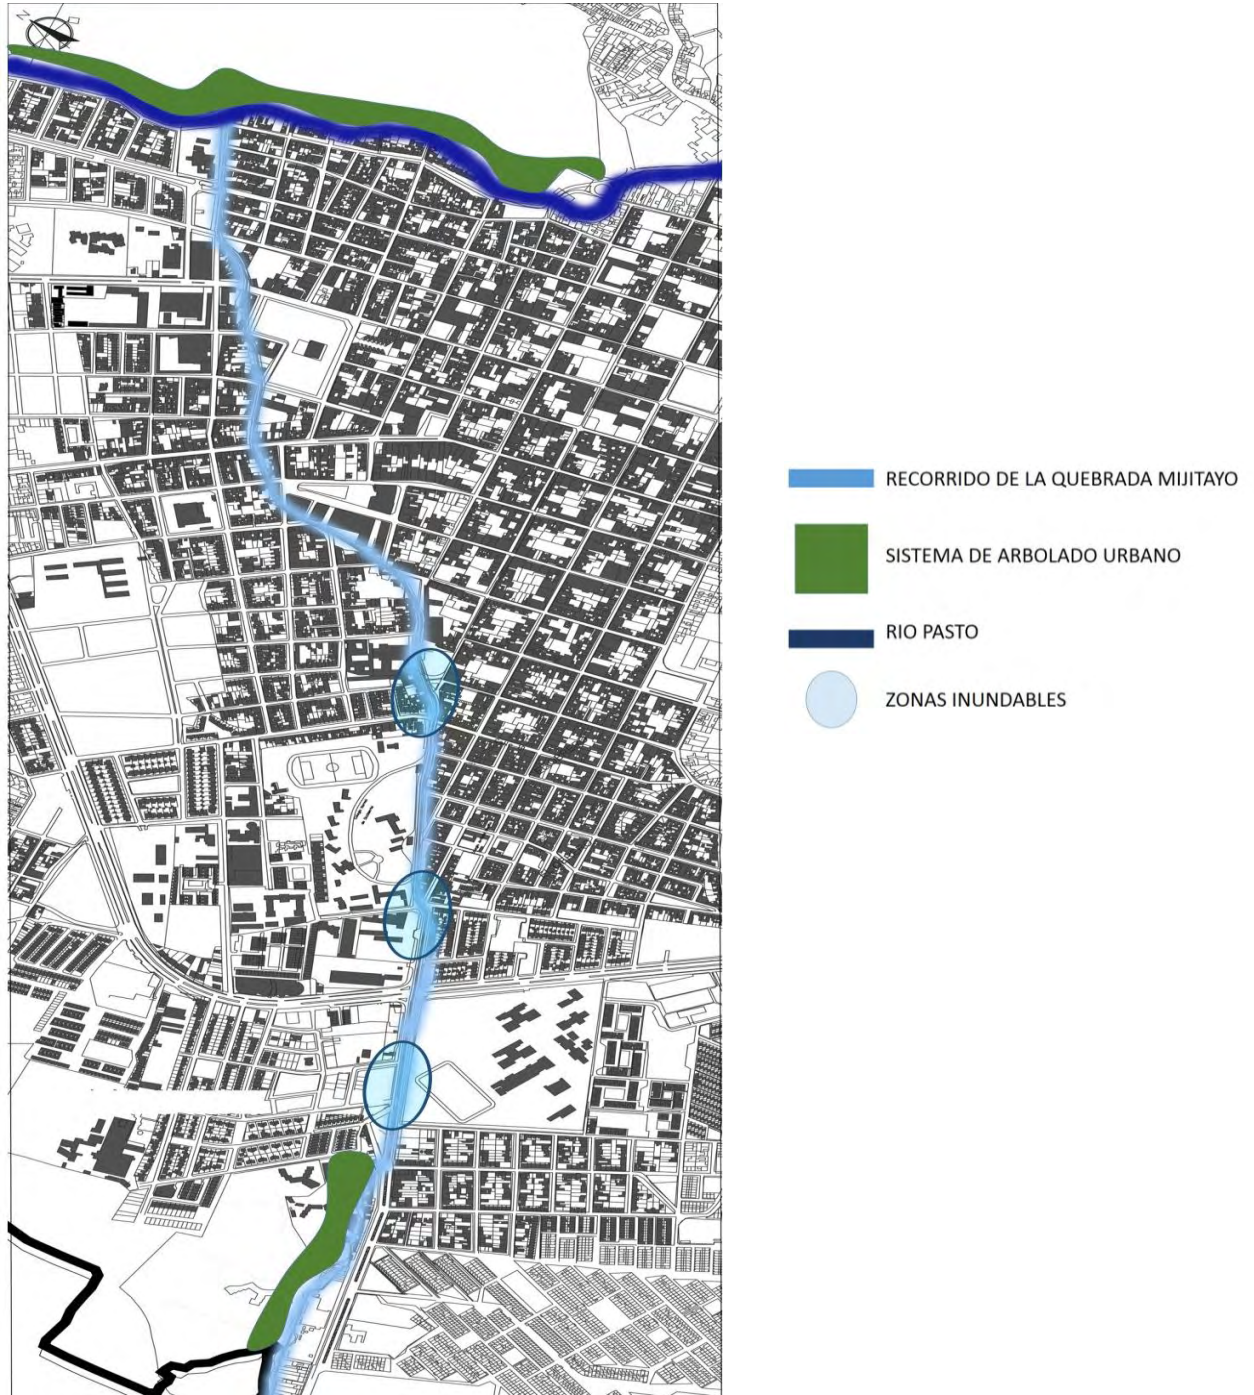 N
RECORRIDO DE LA QUEBRADA MIJITAYO
SISTEMA DE ARBOLADO URBANO
RIO PASTO
ZONAS INUNDABLES